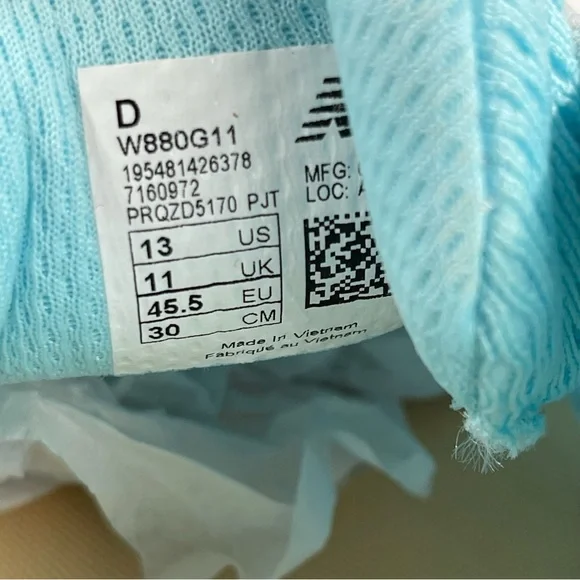 D
W880G11
195481426378
7160972
PRQZD5170 PJT
13 US
11 UK
45.5 EU
30 CM
MFG:
LOC:
Made In Vietnam
Fabriqué au Vietnam